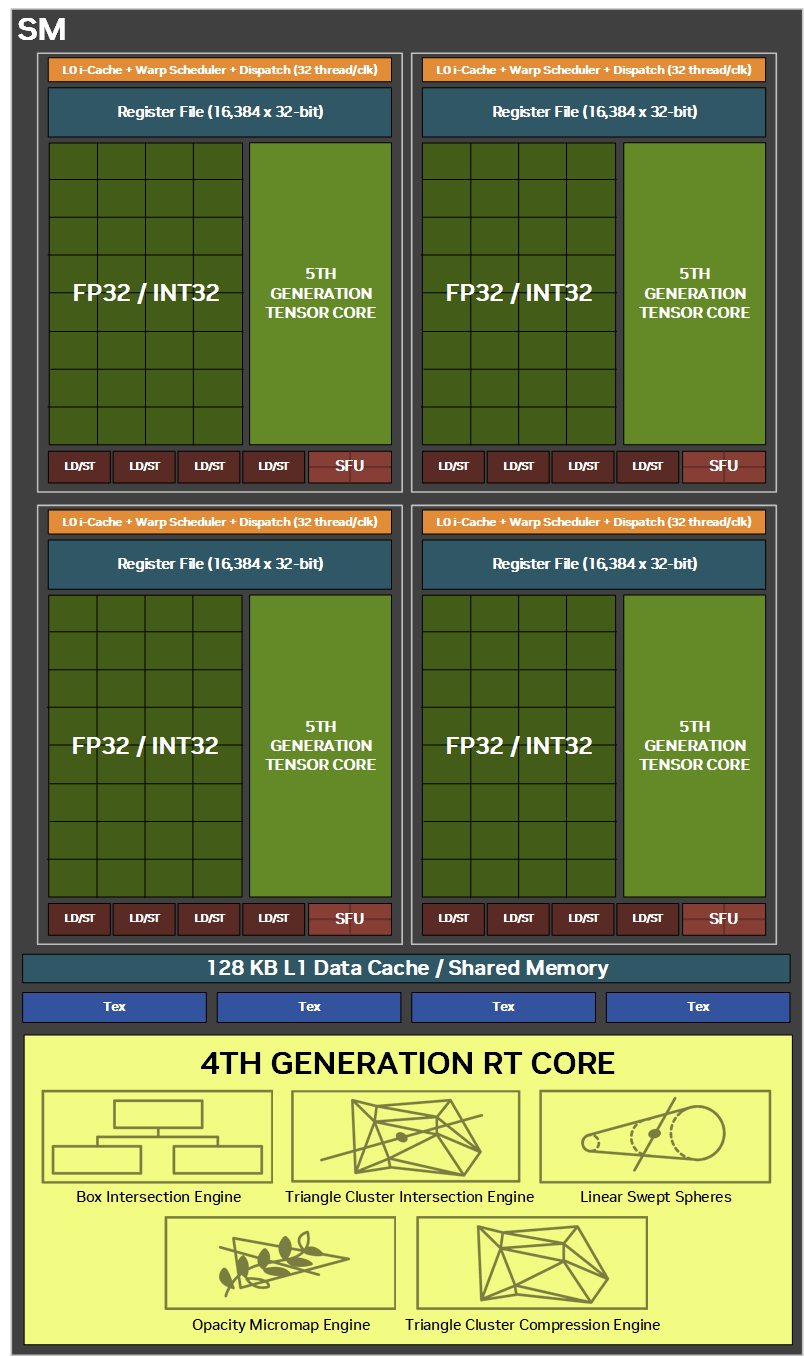 SM
L0 i-Cache + Warp Scheduler + Dispatch (32 thread/clk)
Register File (16,384 x 32-bit)
FP32 / INT32
5TH
GENERATION
TENSOR CORE
LD/ST LD/ST LD/ST LD/ST SFU
L0 i-Cache + Warp Scheduler + Dispatch (32 thread/clk)
Register File (16,384 x 32-bit)
FP32 / INT32
5TH
GENERATION
TENSOR CORE
LD/ST LD/ST LD/ST LD/ST SFU
L0 i-Cache + Warp Scheduler + Dispatch (32 thread/clk)
Register File (16,384 x 32-bit)
FP32 / INT32
5TH
GENERATION
TENSOR CORE
LD/ST LD/ST LD/ST LD/ST SFU
L0 i-Cache + Warp Scheduler + Dispatch (32 thread/clk)
Register File (16,384 x 32-bit)
FP32 / INT32
5TH
GENERATION
TENSOR CORE
LD/ST LD/ST LD/ST LD/ST SFU
128 KB L1 Data Cache / Shared Memory
Tex Tex Tex Tex
4TH GENERATION RT CORE
Box Intersection Engine
Triangle Cluster Intersection Engine
Linear Swept Spheres
Opacity Micromap Engine
Triangle Cluster Compression Engine